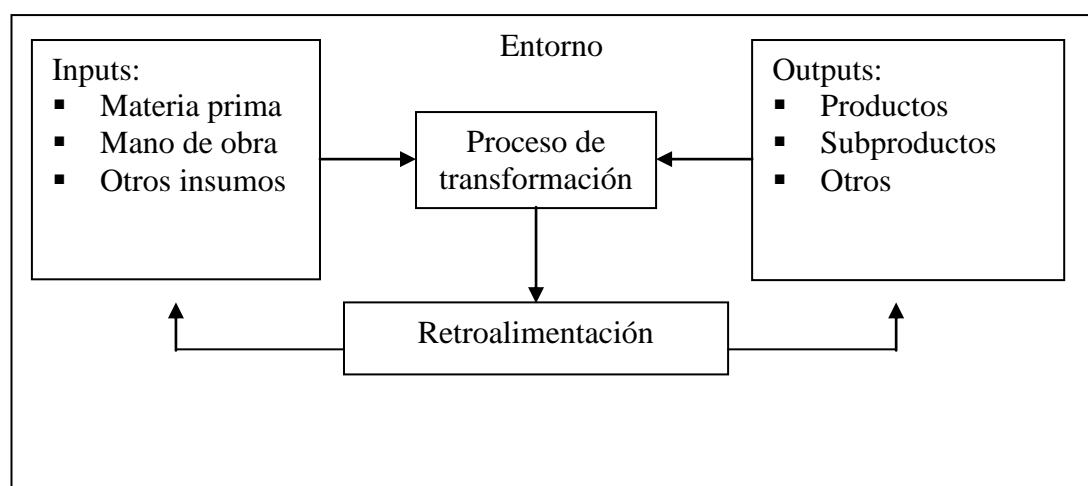 Entorno
Inputs:
▪ Materia prima
▪ Mano de obra
▪ Otros insumos
Proceso de
transformación
Outputs:
▪ Productos
▪ Subproductos
▪ Otros
Retroalimentación